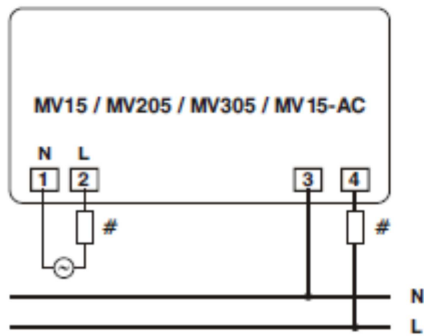 MV15 / MV205 / MV305 / MV15-AC
N L
1 2 3 4
# #
~
N
L